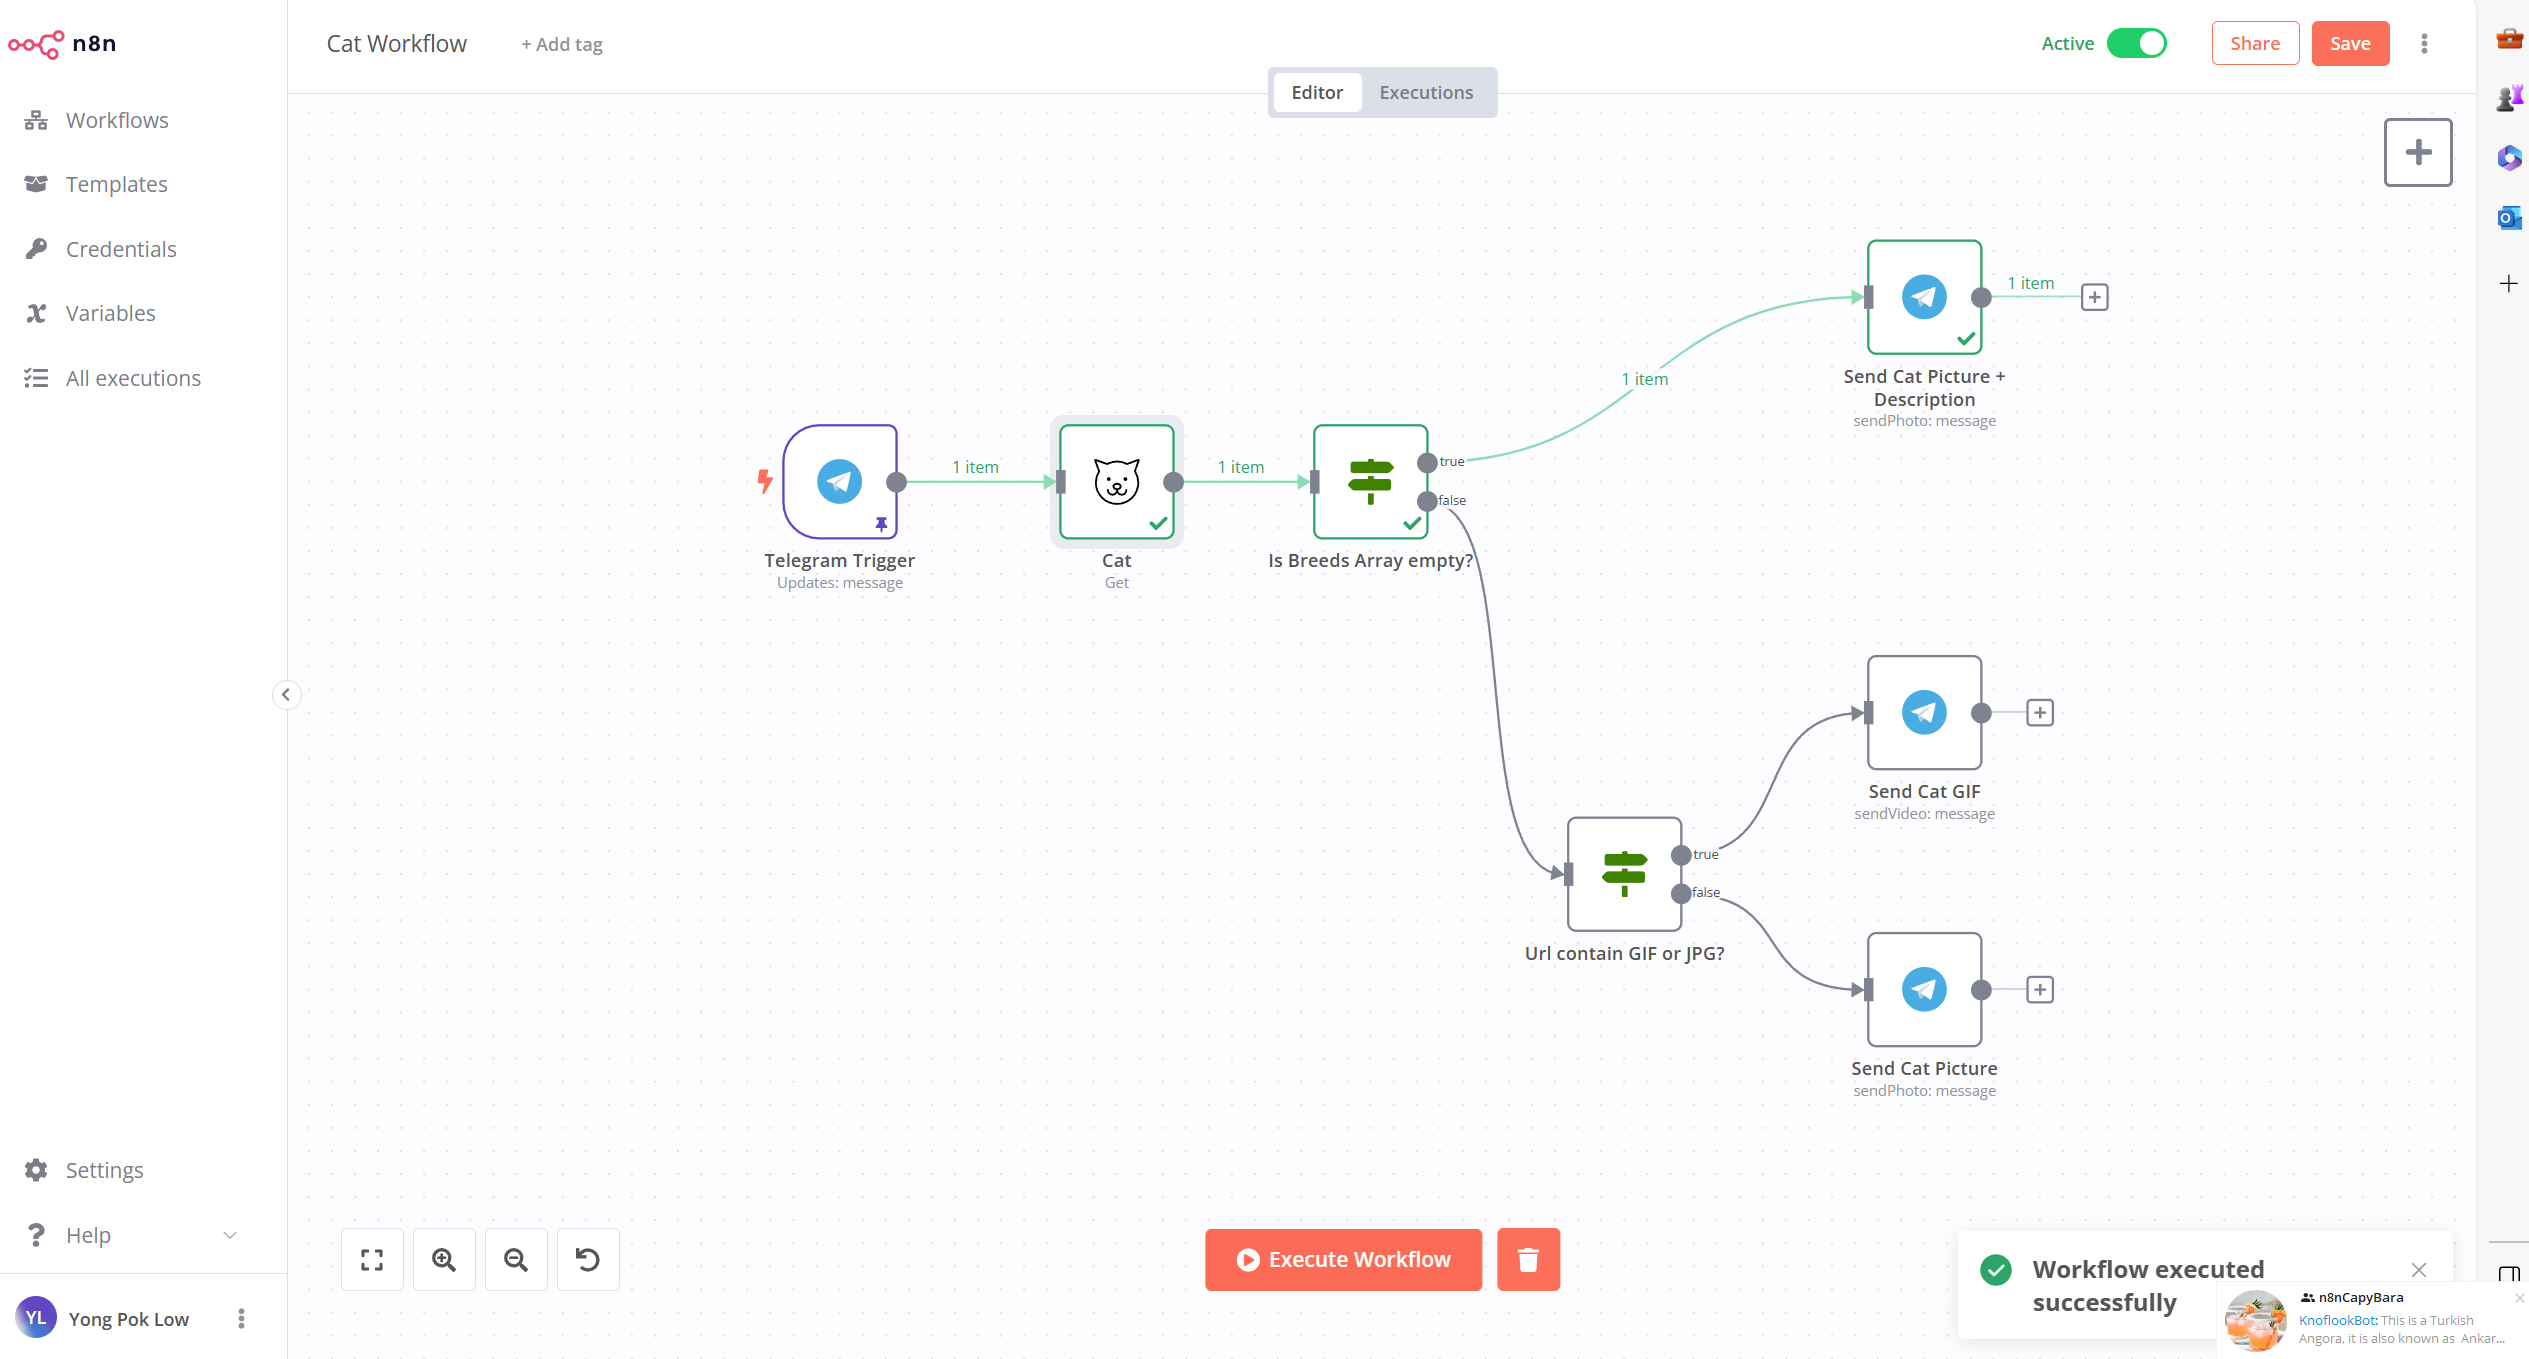 n8n
Cat Workflow
+ Add tag
Active
Share
Save
Editor
Executions
Workflows
Templates
Credentials
Variables
All executions
1 item
1 item
Send Cat Picture +
Description
sendPhoto: message
1 item
1 item
true
false
Telegram Trigger
Updates: message
Cat
Get
Is Breeds Array empty?
Send Cat GIF
sendVideo: message
true
false
Url contain GIF or JPG?
Send Cat Picture
sendPhoto: message
Settings
Help
YL
Yong Pok Low
Execute Workflow
Workflow executed
successfully
n8nCapyBara
KnoflookBot: This is a Turkish
Angora, it is also known as Ankar...